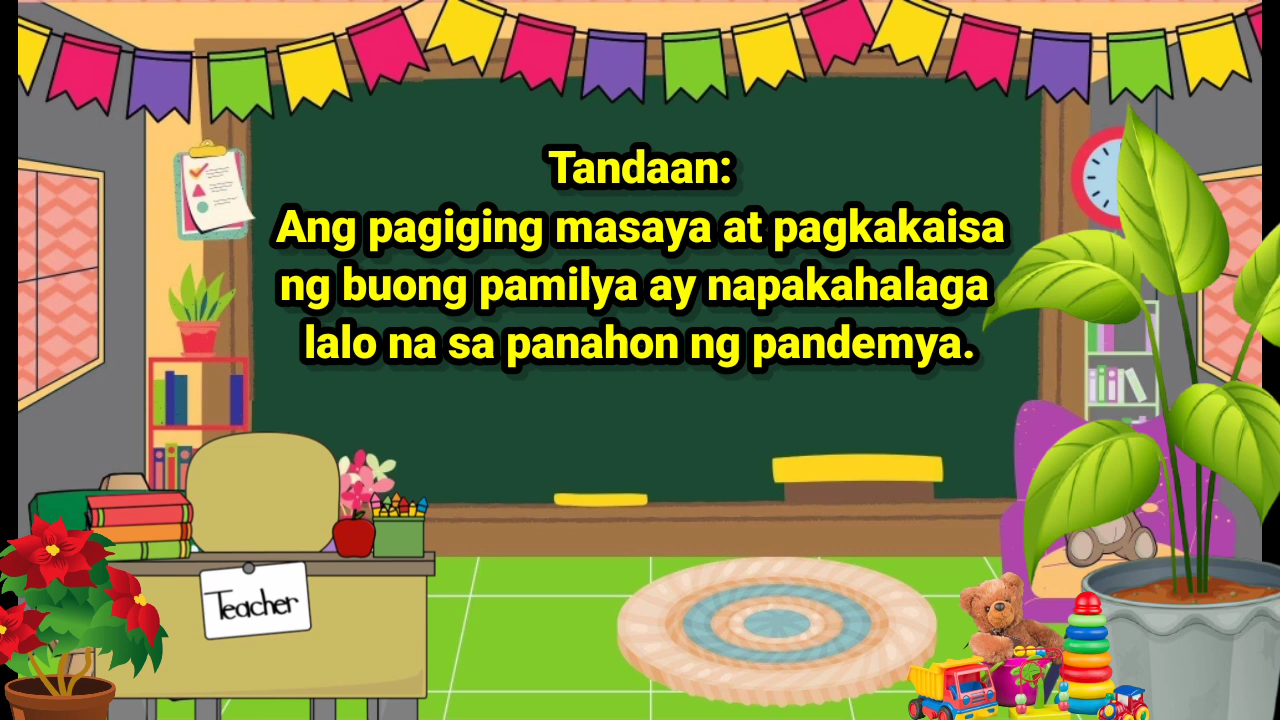 Tandaan:
Ang pagiging masaya at pagkakaisa
ng buong pamilya ay napakahalaga
lalo na sa panahon ng pandemya.
Teacher